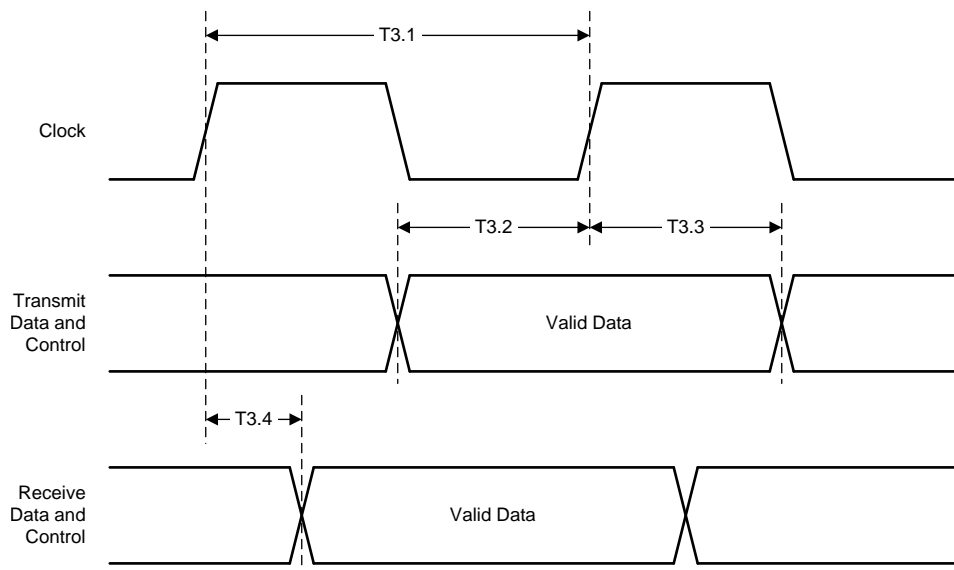 T3.1
Clock
T3.2
T3.3
Transmit
Data and
Control
Valid Data
T3.4
Receive
Data and
Control
Valid Data